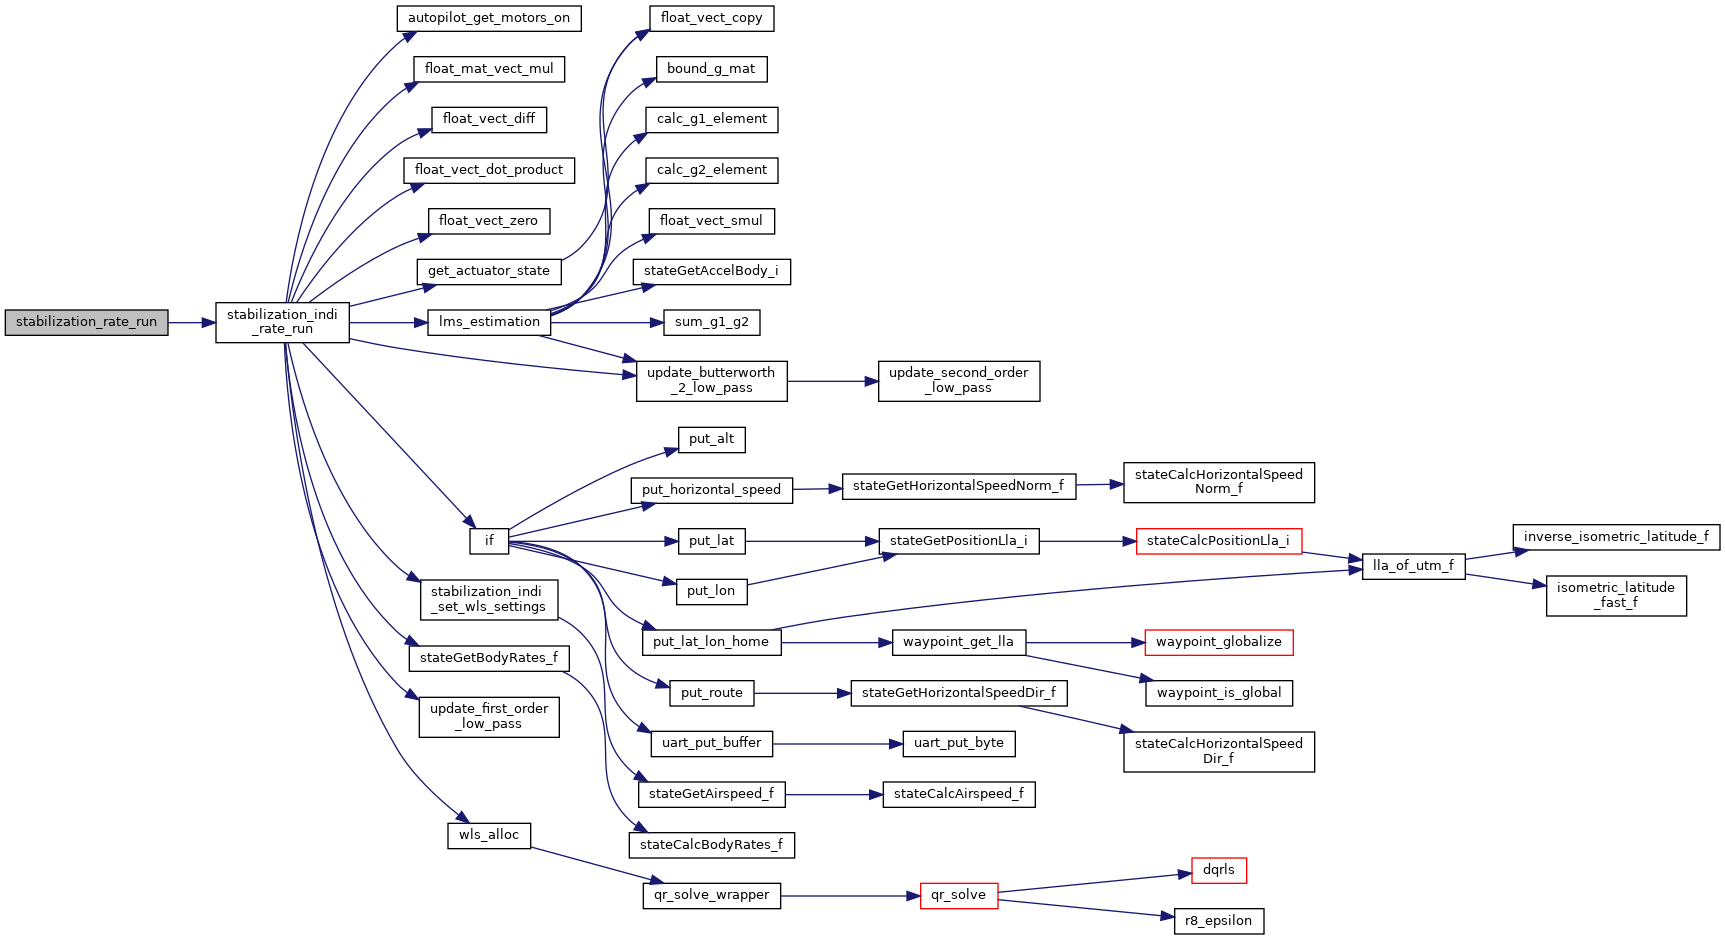 stabilization_rate_run
stabilization_indi
_rate_run
autopilot_get_motors_on
float_mat_vect_mul
float_vect_diff
float_vect_dot_product
float_vect_zero
get_actuator_state
lms_estimation
if
stabilization_indi
_set_wls_settings
stateGetBodyRates_f
update_first_order
_low_pass
wls_alloc
float_vect_copy
bound_g_mat
calc_g1_element
calc_g2_element
float_vect_smul
stateGetAccelBody_i
sum_g1_g2
update_butterworth
_2_low_pass
put_alt
put_horizontal_speed
put_lat
put_lon
put_lat_lon_home
put_route
uart_put_buffer
stateGetAirspeed_f
stateCalcBodyRates_f
qr_solve_wrapper
update_second_order
_low_pass
stateGetHorizontalSpeedNorm_f
stateGetPositionLla_i
waypoint_get_lla
stateGetHorizontalSpeedDir_f
uart_put_byte
stateCalcAirspeed_f
qr_solve
stateCalcHorizontalSpeed
Norm_f
stateCalcPositionLla_i
waypoint_globalize
waypoint_is_global
stateCalcHorizontalSpeed
Dir_f
dqrls
r8_epsilon
lla_of_utm_f
inverse_isometric_latitude_f
isometric_latitude
_fast_f